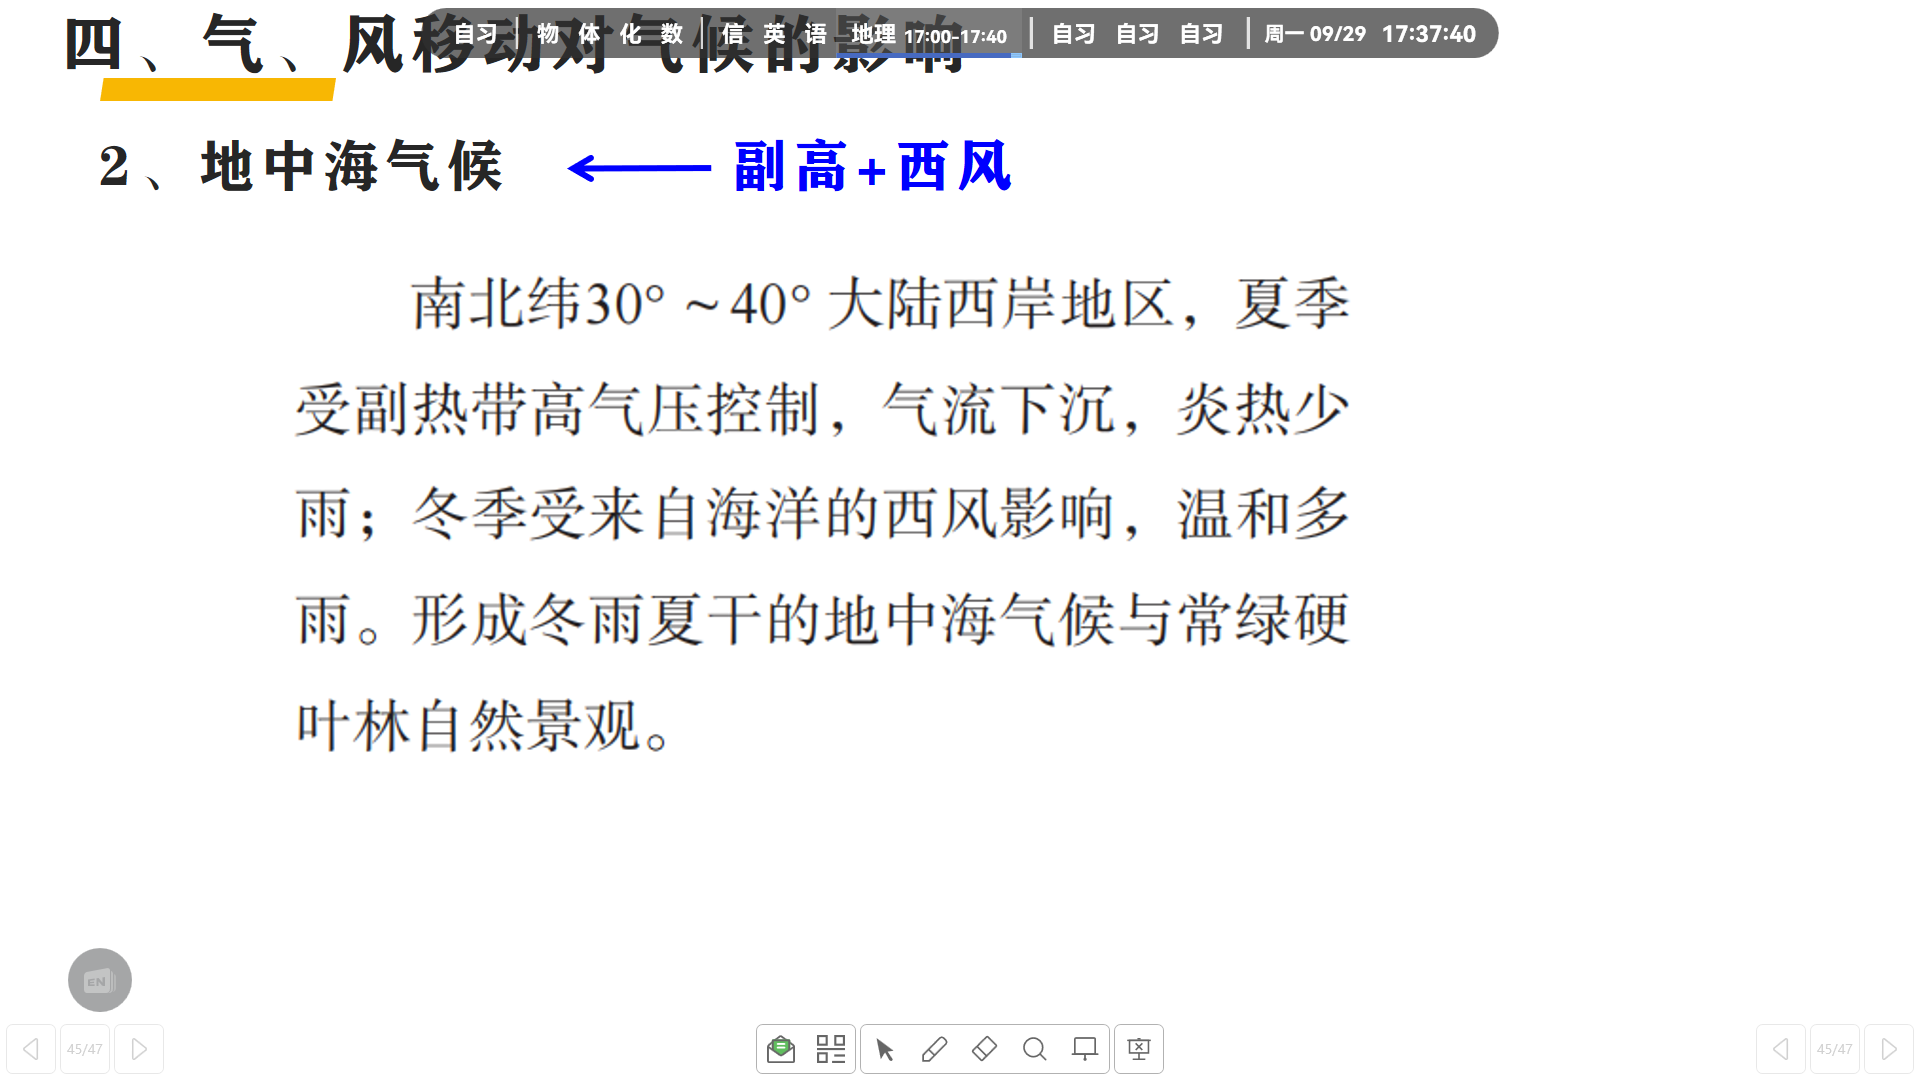 四、气、风移动对气候的影响
自习 物 体 化 数 信 英 语 地理 17:00-17:40 自习 自习 自习 周一 09/29 17:37:40
2、地中海气候 副高+西风
南北纬30°~40°大陆西岸地区，夏季
受副热带高气压控制，气流下沉，炎热少
雨；冬季受来自海洋的西风影响，温和多
雨。形成冬雨夏干的地中海气候与常绿硬
叶林自然景观。
EN
45/47
45/47